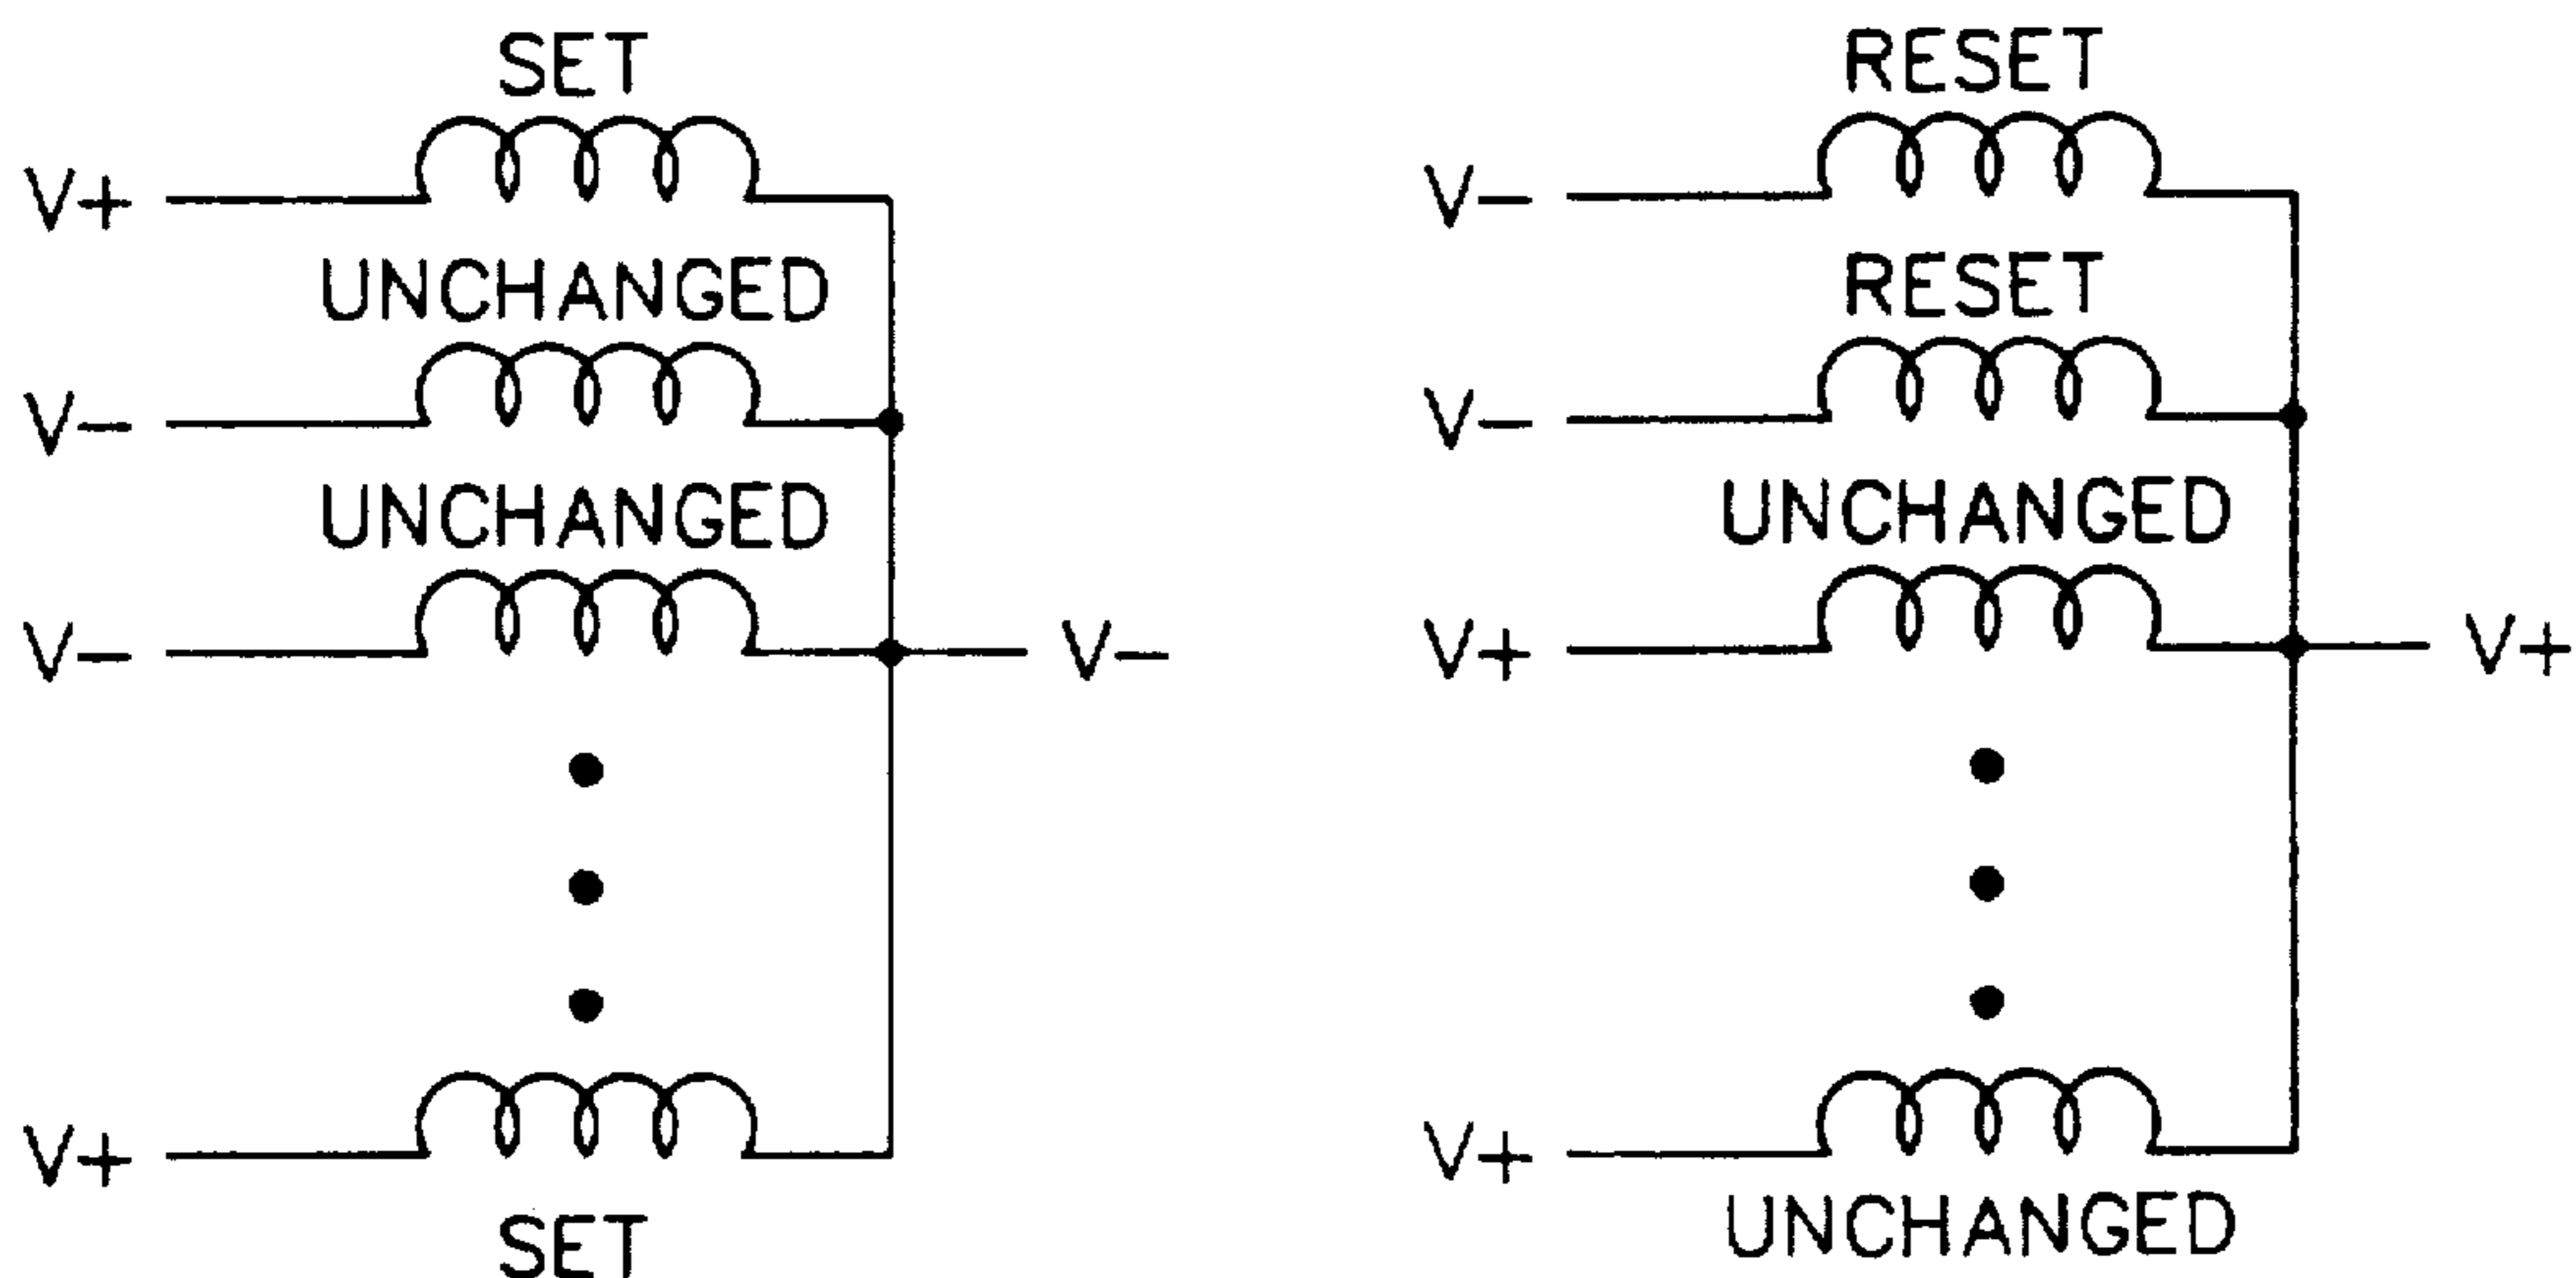 SET
V+
UNCHANGED
V-
UNCHANGED
V-
V-
V+
SET
RESET
V-
RESET
V-
UNCHANGED
V+
V+
V+
UNCHANGED